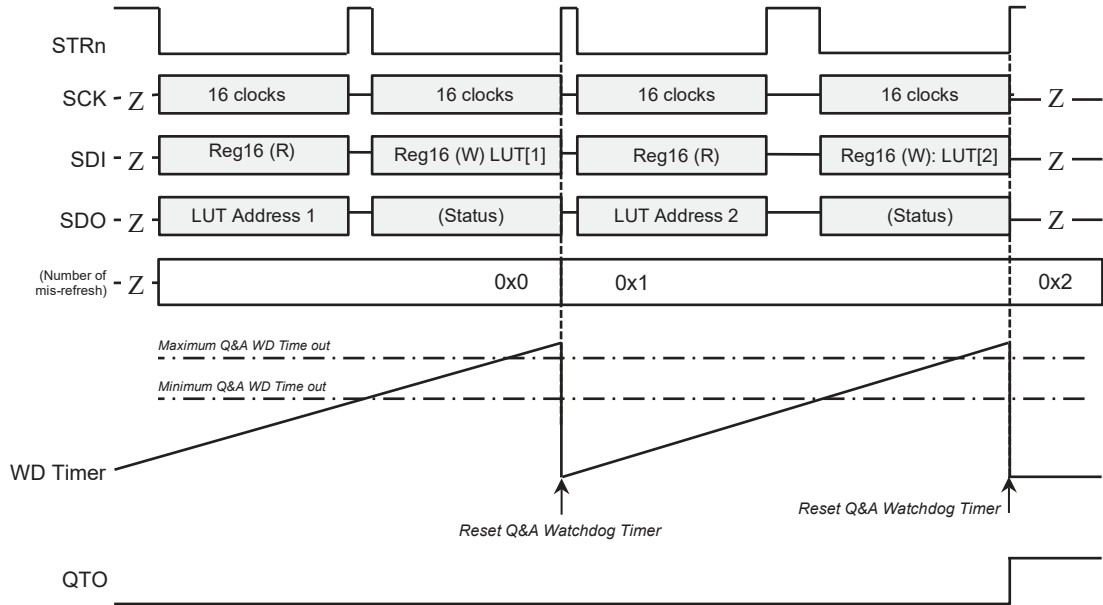 STRn
SCK - Z 16 clocks 16 clocks 16 clocks 16 clocks Z
SDI - Z Reg16 (R) Reg16 (W) LUT[1] Reg16 (R) Reg16 (W): LUT[2] Z
SDO - Z LUT Address 1 (Status) LUT Address 2 (Status) Z
(Number of
mis-refresh) - Z 0x0 0x1 0x2
Maximum Q&A WD Time out
Minimum Q&A WD Time out
WD Timer
Reset Q&A Watchdog Timer
Reset Q&A Watchdog Timer
QTO